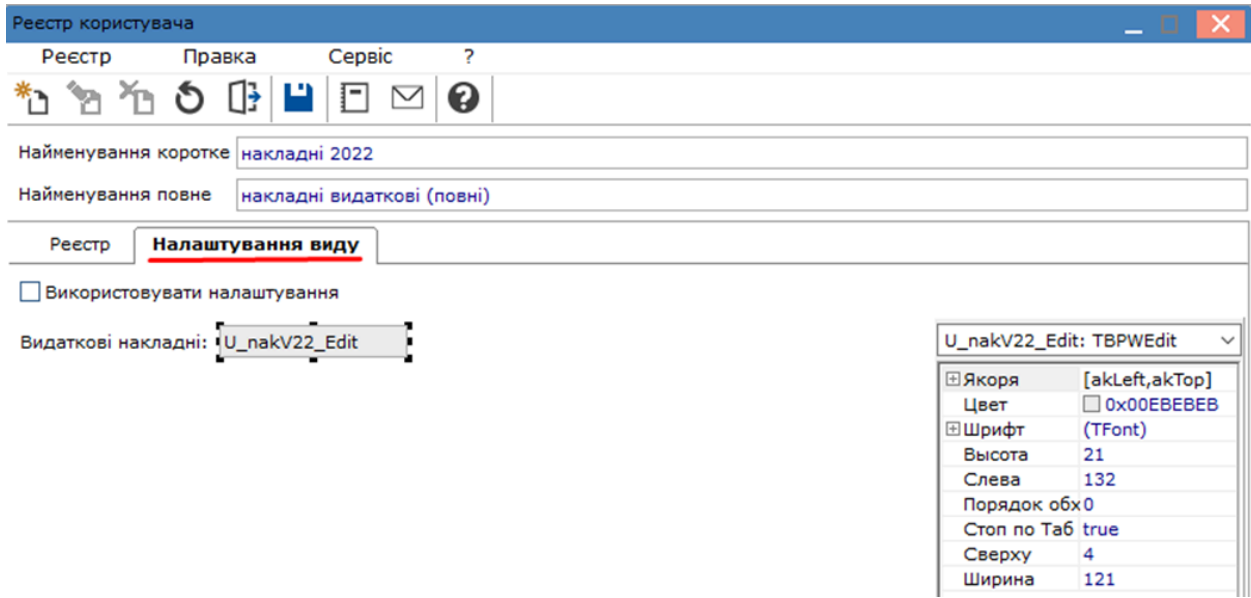 Реєстр користувача
Реєстр Правка Сервіс ?
Найменування коротке накладні 2022
Найменування повне накладні видаткові (повні)
Реєстр Налаштування виду
Використовувати налаштування
Видаткові накладні: U_nakV22_Edit
U_nakV22_Edit: TBPWEdit
Якоря [akLeft,akTop]
Цвет 0x00EBEBEB
Шрифт (TFont)
Высота 21
Слева 132
Порядок обх 0
Стоп по Таб true
Сверху 4
Ширина 121